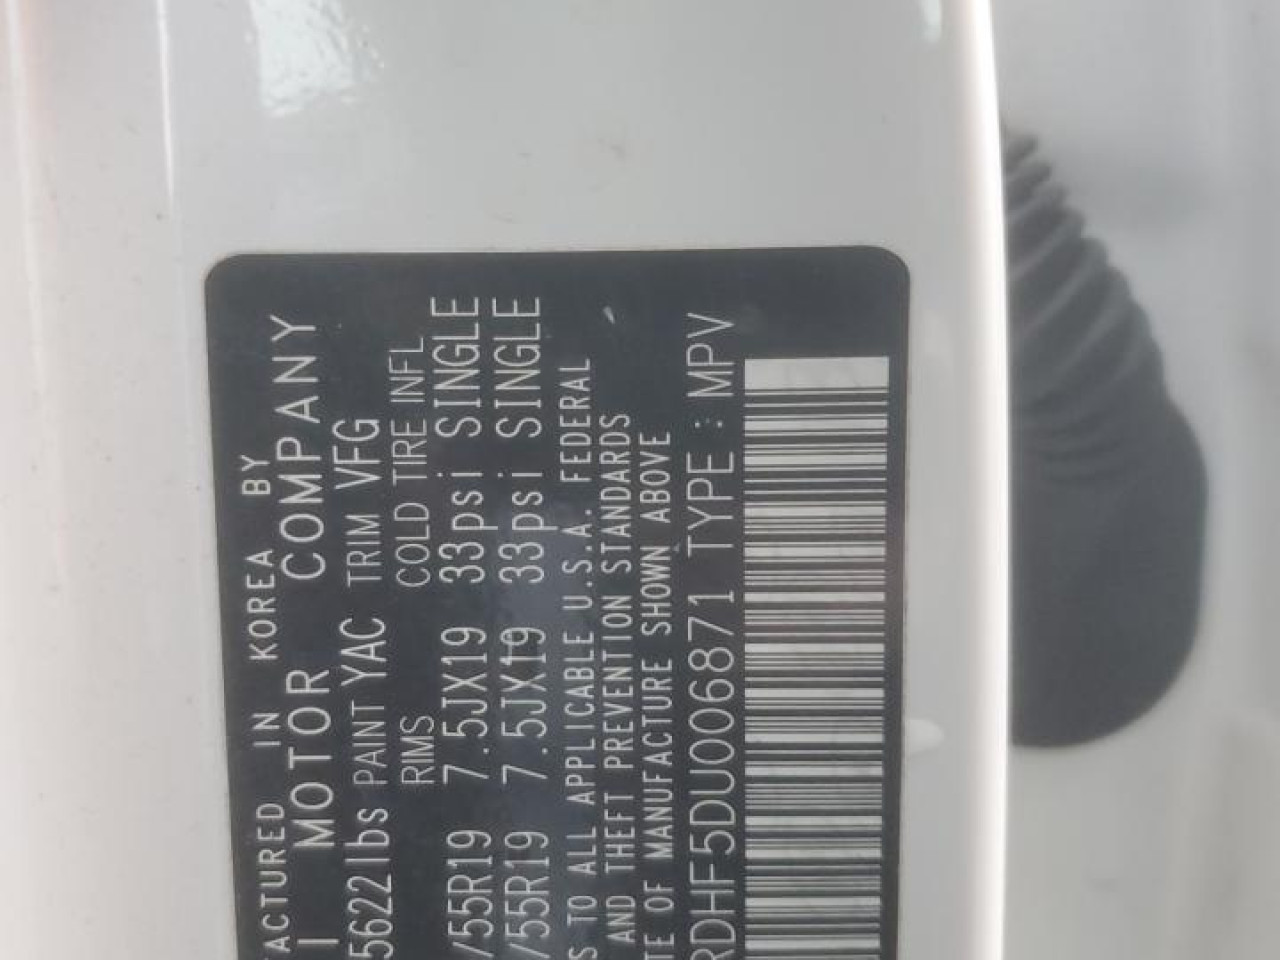 ACTURED IN KOREA BY
I MOTOR COMPANY
5622lbs PAINT YAC TRIM VFG
RIMS COLD TIRE INFL
/55R19 7.5JX19 33psi SINGLE
/55R19 7.5JX19 33psi SINGLE
S TO ALL APPLICABLE U.S.A. FEDERAL
AND THEFT PREVENTION STANDARDS
TE OF MANUFACTURE SHOWN ABOVE
RDHF5DU006871 TYPE : MPV